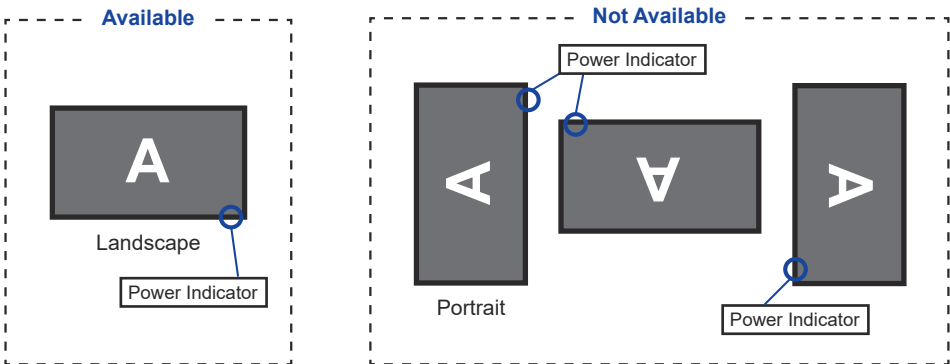 Available
A
Landscape
Power Indicator
Not Available
Power Indicator
A
A
A
Portrait
Power Indicator